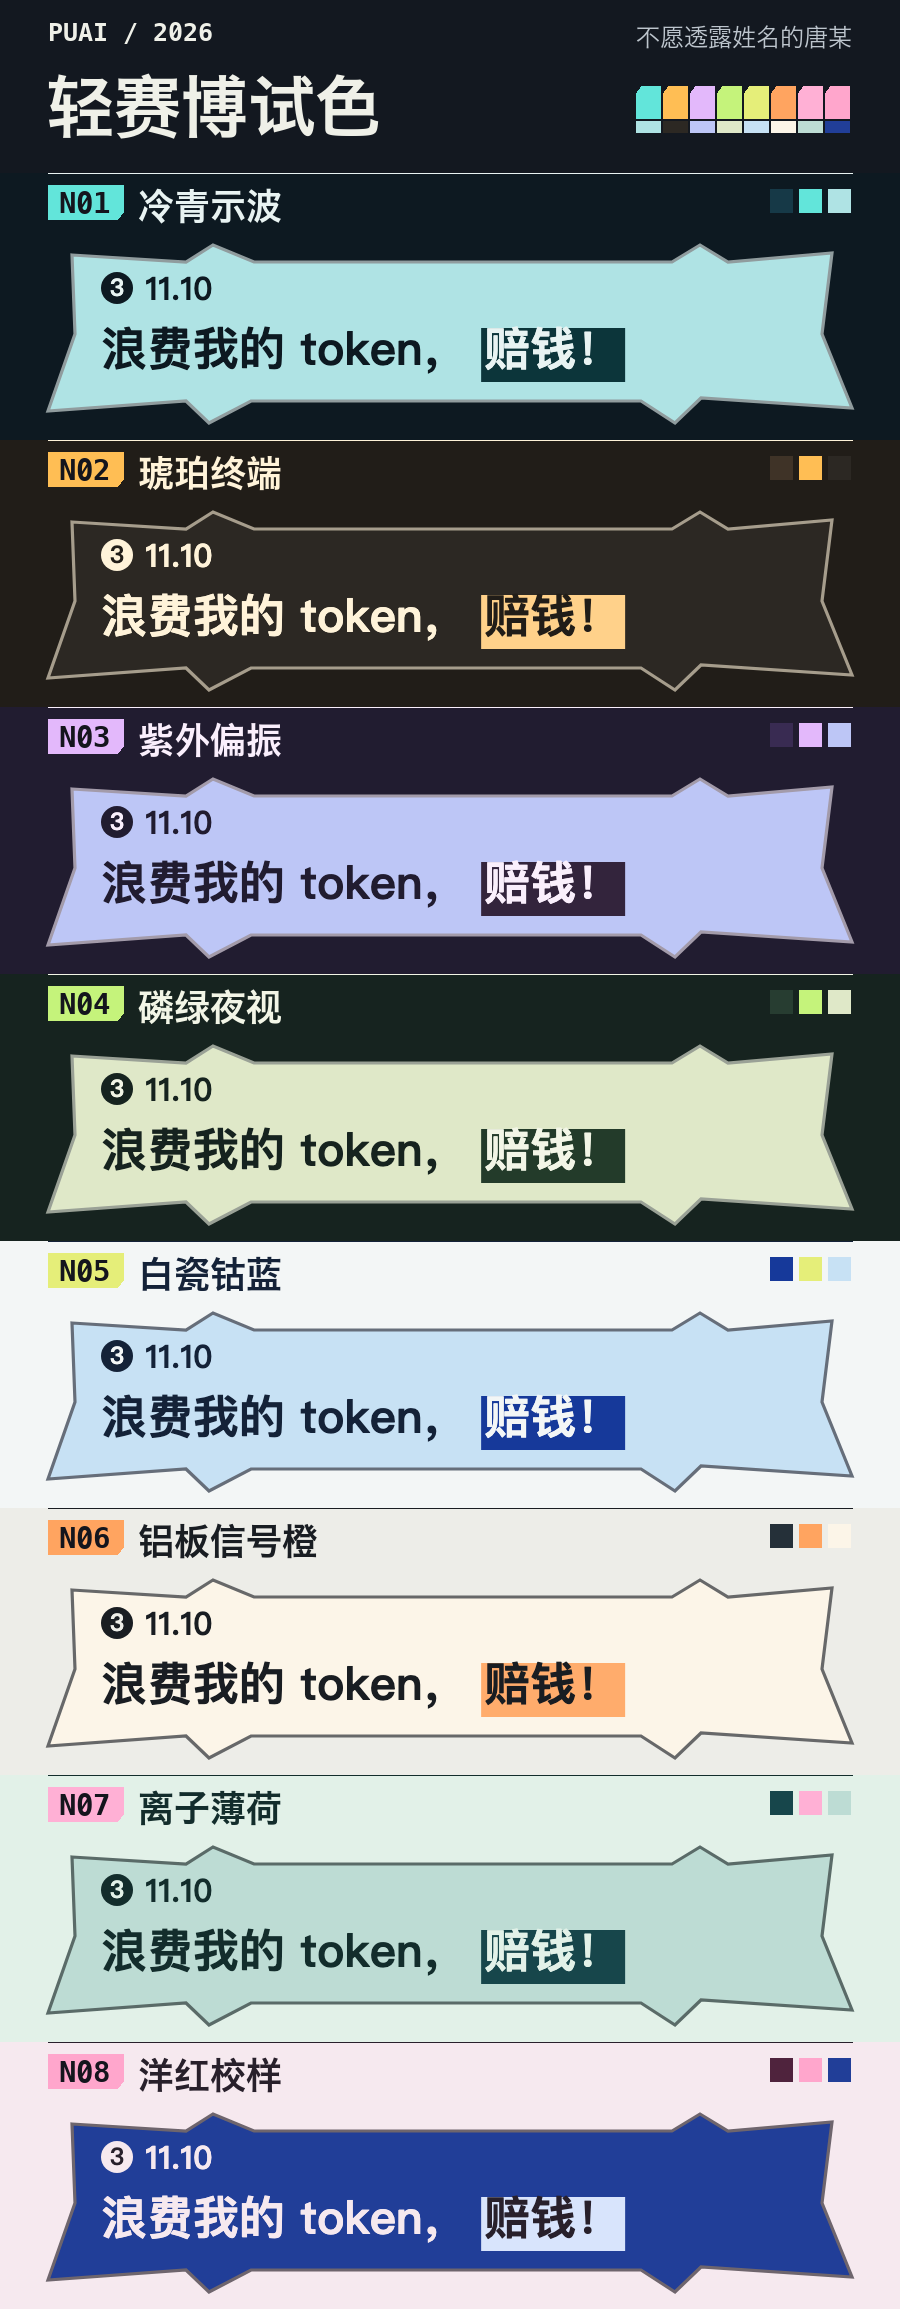 PUAI / 2026
不愿透露姓名的唐某
轻赛博试色
N01 冷青示波
3 11.10
浪费我的 token， 赔钱！
N02 琥珀终端
3 11.10
浪费我的 token， 赔钱！
N03 紫外偏振
3 11.10
浪费我的 token， 赔钱！
N04 磷绿夜视
3 11.10
浪费我的 token， 赔钱！
N05 白瓷钴蓝
3 11.10
浪费我的 token， 赔钱！
N06 铝板信号橙
3 11.10
浪费我的 token， 赔钱！
N07 离子薄荷
3 11.10
浪费我的 token， 赔钱！
N08 洋红校样
3 11.10
浪费我的 token， 赔钱！